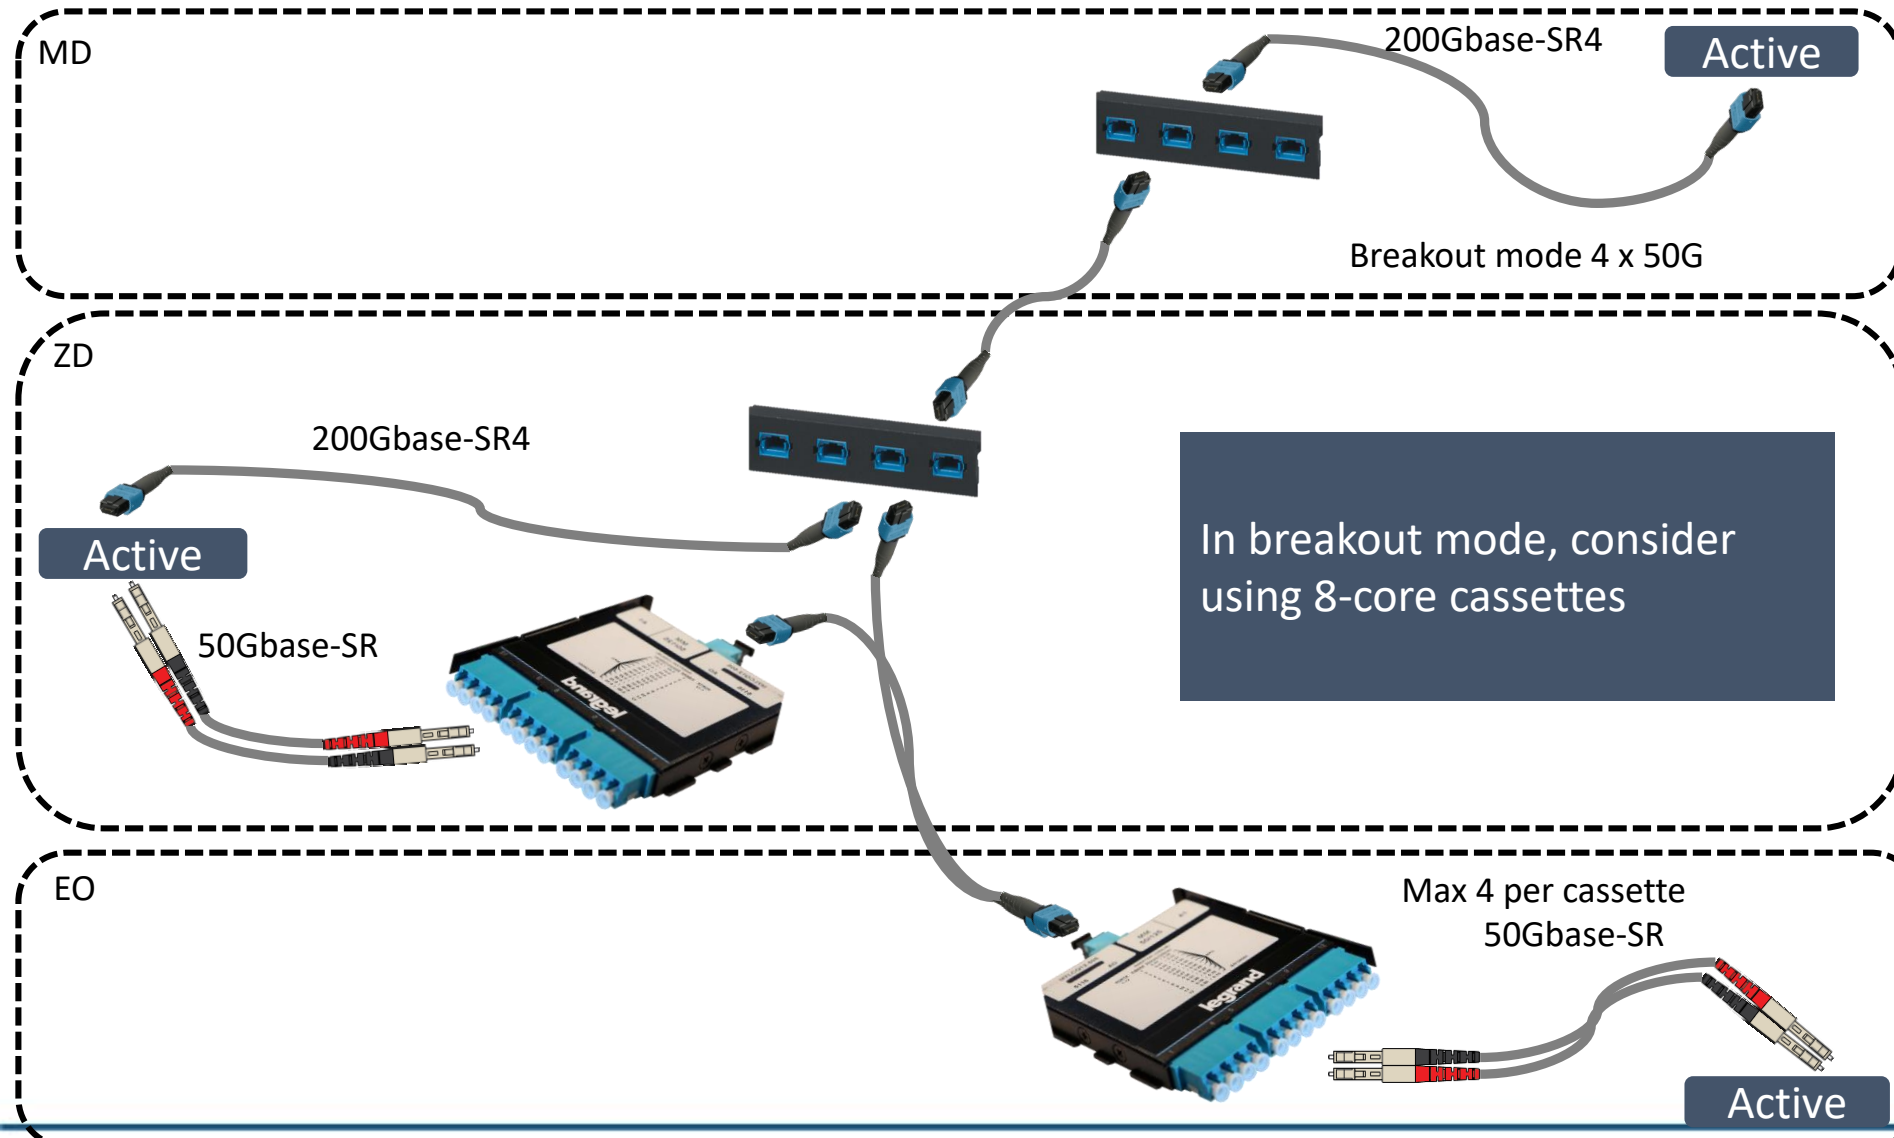 MD
200Gbase-SR4
Active
Breakout mode 4 x 50G
ZD
200Gbase-SR4
Active
50Gbase-SR
legrand
In breakout mode, consider
using 8-core cassettes
EO
Max 4 per cassette
50Gbase-SR
legrand
Active